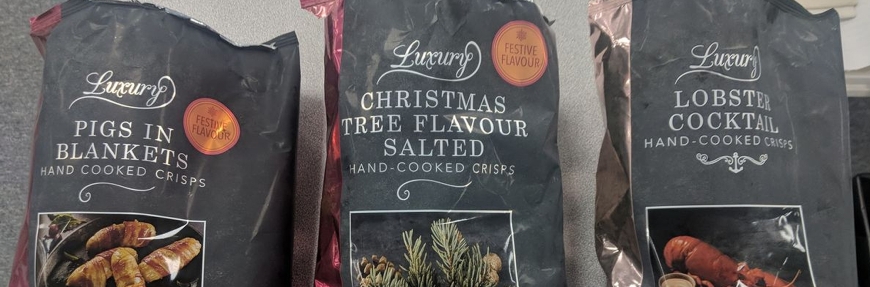 Luxury
FESTIVE
FLAVOUR
PIGS IN
BLANKETS
HAND COOKED CRISPS
Luxury
FESTIVE
FLAVOUR
CHRISTMAS
TREE FLAVOUR
SALTED
HAND-COOKED CRISPS
Luxury
LOBSTER
COCKTAIL
HAND-COOKED CRISPS